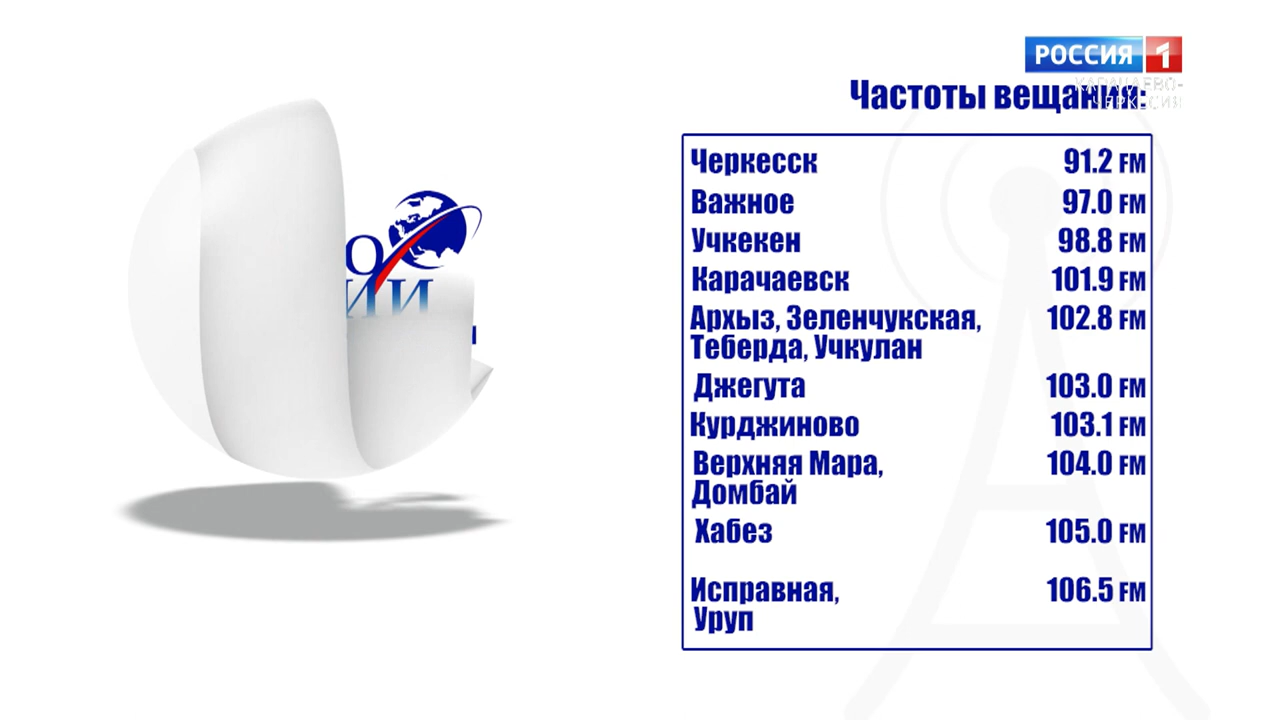 РОССИЯ 1
КАРАЧАЕВО-
ЧЕРКЕСИЯ
Частоты вещания:
Черкесск 91.2 FM
Важное 97.0 FM
Учкекен 98.8 FM
Карачаевск 101.9 FM
Архыз, Зеленчукская, 102.8 FM
Теберда, Учкулан
Джегута 103.0 FM
Курджиново 103.1 FM
Верхняя Мара, 104.0 FM
Домбай
Хабез 105.0 FM
Исправная, 106.5 FM
Уруп